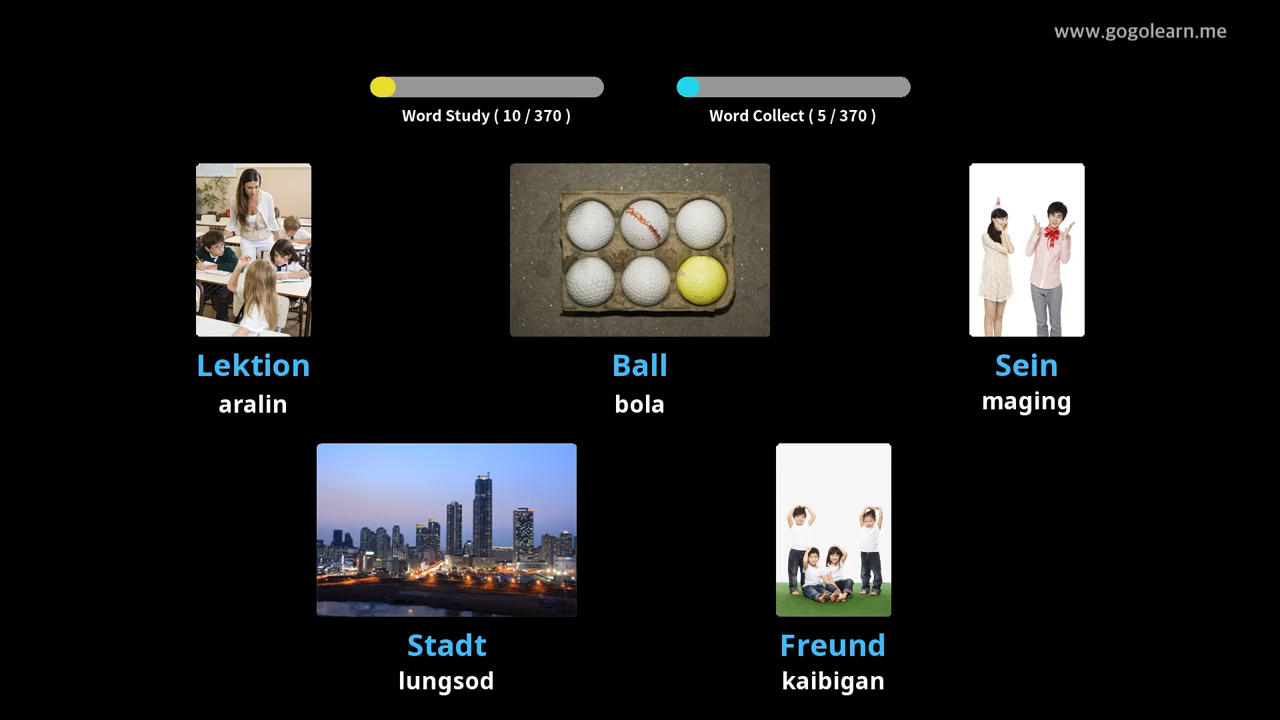 www.gogolearn.me
Word Study ( 10 / 370 )
Word Collect ( 5 / 370 )
Lektion
aralin
Ball
bola
Sein
maging
Stadt
lungsod
Freund
kaibigan